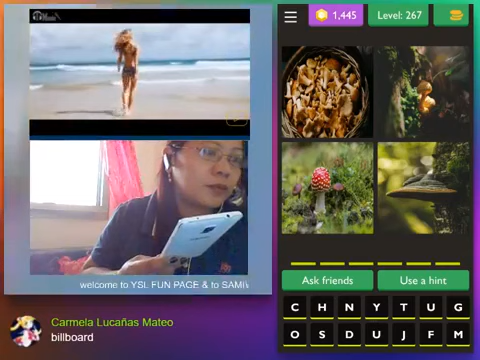 1,445
Level: 267
welcome to YSL FUN PAGE & to SAMI
Ask friends
Use a hint
C H N Y T U G
O S D U J F M
Carmela Lucañas Mateo
billboard